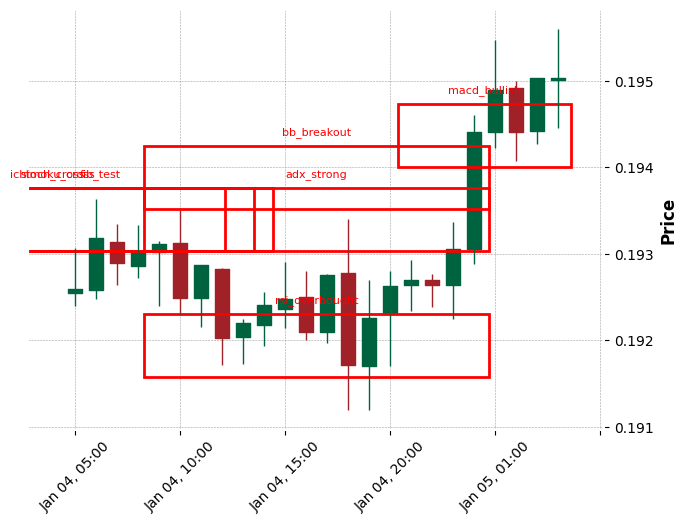 0.195
macd_bullish
bb_breakout
0.194
adx_strong
0.193
0.192
0.191
Price
Jan 04, 05:00
Jan 04, 10:00
Jan 04, 15:00
Jan 04, 20:00
Jan 05, 01:00